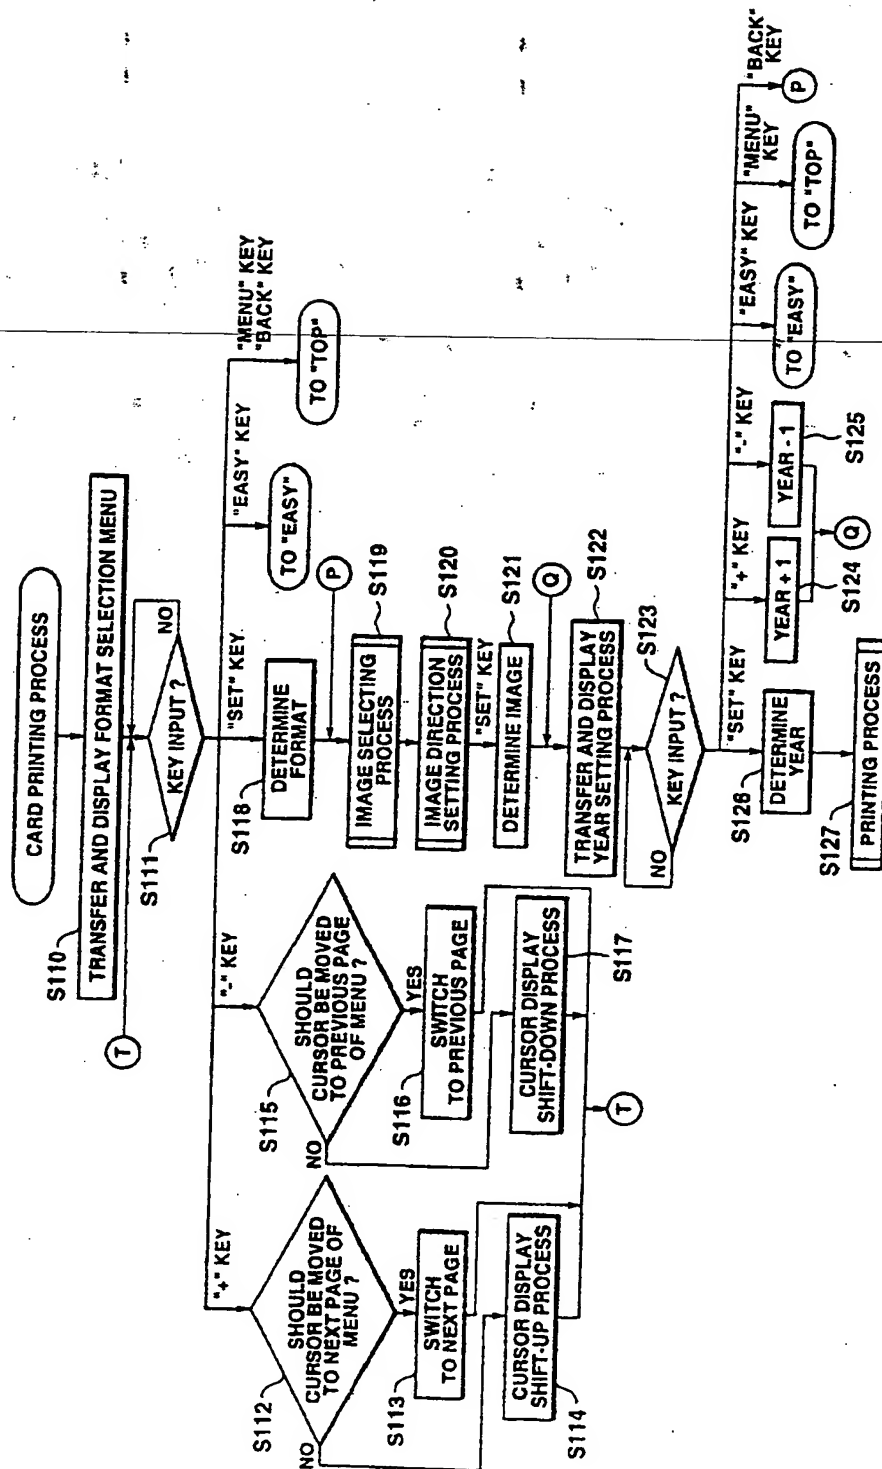 CARD PRINTING PROCESS
S110
TRANSFER AND DISPLAY FORMAT SELECTION MENU
T
S111
KEY INPUT ?
NO
"+" KEY
"-" KEY
"SET" KEY
"EASY" KEY
"MENU" KEY
"BACK" KEY
S112
SHOULD
CURSOR BE MOVED
TO NEXT PAGE OF
MENU ?
NO
YES
S113
SWITCH
TO NEXT PAGE
CURSOR DISPLAY
SHIFT-UP PROCESS
S114
S115
SHOULD
CURSOR BE MOVED
TO PREVIOUS PAGE
OF MENU ?
NO
YES
S116
SWITCH
TO PREVIOUS PAGE
CURSOR DISPLAY
SHIFT-DOWN PROCESS
S117
T
S118
DETERMINE
FORMAT
TO "EASY"
TO "TOP"
P
IMAGE SELECTING
PROCESS
S119
IMAGE DIRECTION
SETTING PROCESS
S120
"SET" KEY
DETERMINE IMAGE
S121
Q
TRANSFER AND DISPLAY
YEAR SETTING PROCESS
S122
KEY INPUT ?
S123
NO
"SET" KEY
"+" KEY
"-" KEY
"EASY" KEY
"MENU"
KEY
"BACK"
KEY
S126
DETERMINE
YEAR
YEAR + 1
S124
YEAR - 1
S125
TO "EASY"
TO "TOP"
P
Q
S127
PRINTING PROCESS